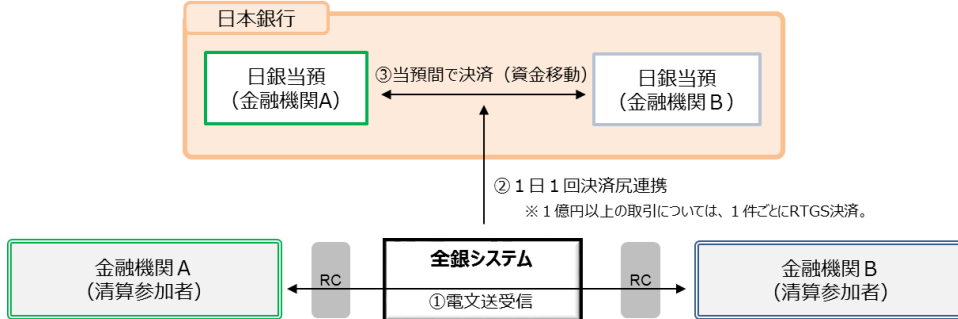 日本銀行
日銀当預
（金融機関A）
③当預間で決済（資金移動）
日銀当預
（金融機関Ｂ）
②１日１回決済尻連携
※１億円以上の取引については、１件ごとにRTGS決済。
金融機関Ａ
（清算参加者）
RC
全銀システム
①電文送受信
RC
金融機関Ｂ
（清算参加者）